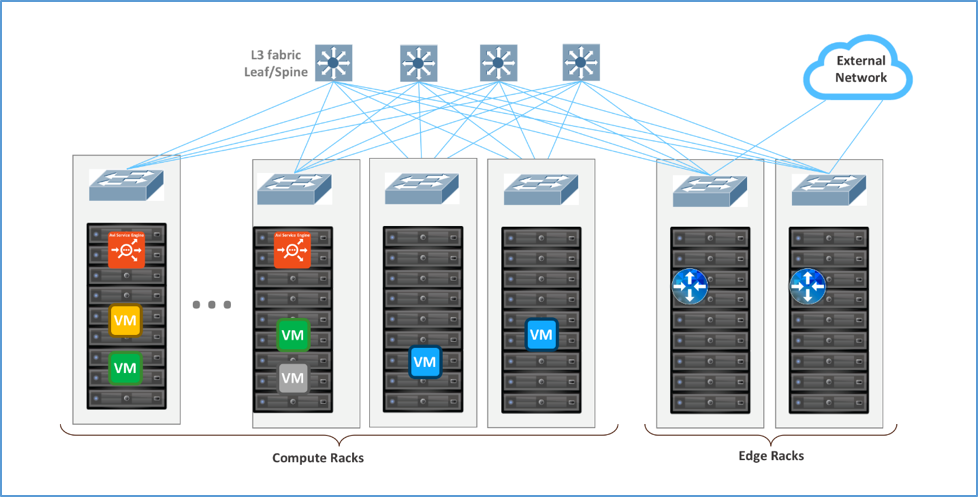 L3 fabric
Leaf/Spine
External
Network
Avi Service Engine
Avi Service Engine
VM
VM
VM
VM
VM
VM
Compute Racks
Edge Racks